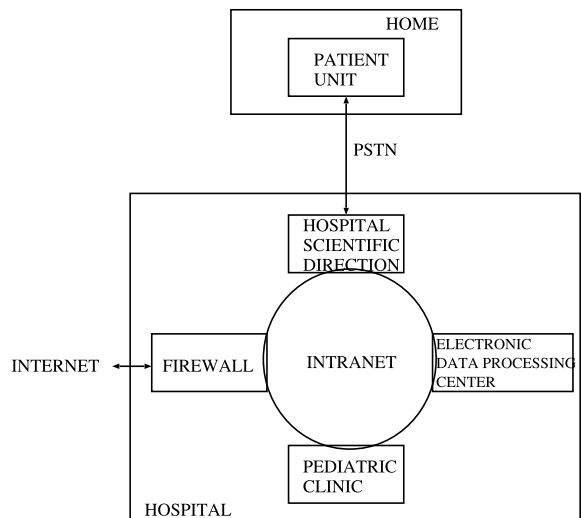 HOME
PATIENT
UNIT
PSTN
HOSPITAL
SCIENTIFIC
DIRECTION
INTERNET
FIREWALL
INTRANET
ELECTRONIC
DATA PROCESSING
CENTER
PEDIATRIC
CLINIC
HOSPITAL